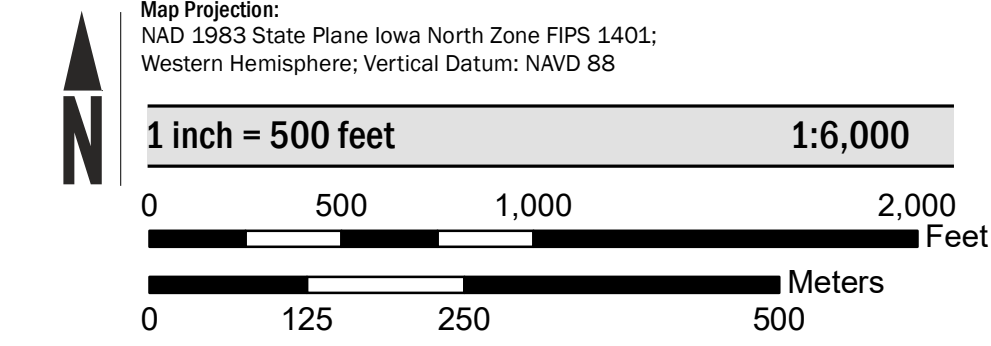 Map Projection:
NAD 1983 State Plane Iowa North Zone FIPS 1401;
Western Hemisphere; Vertical Datum: NAVD 88
N
1 inch = 500 feet 1:6,000
0 500 1,000 2,000
Feet
Meters
0 125 250 500